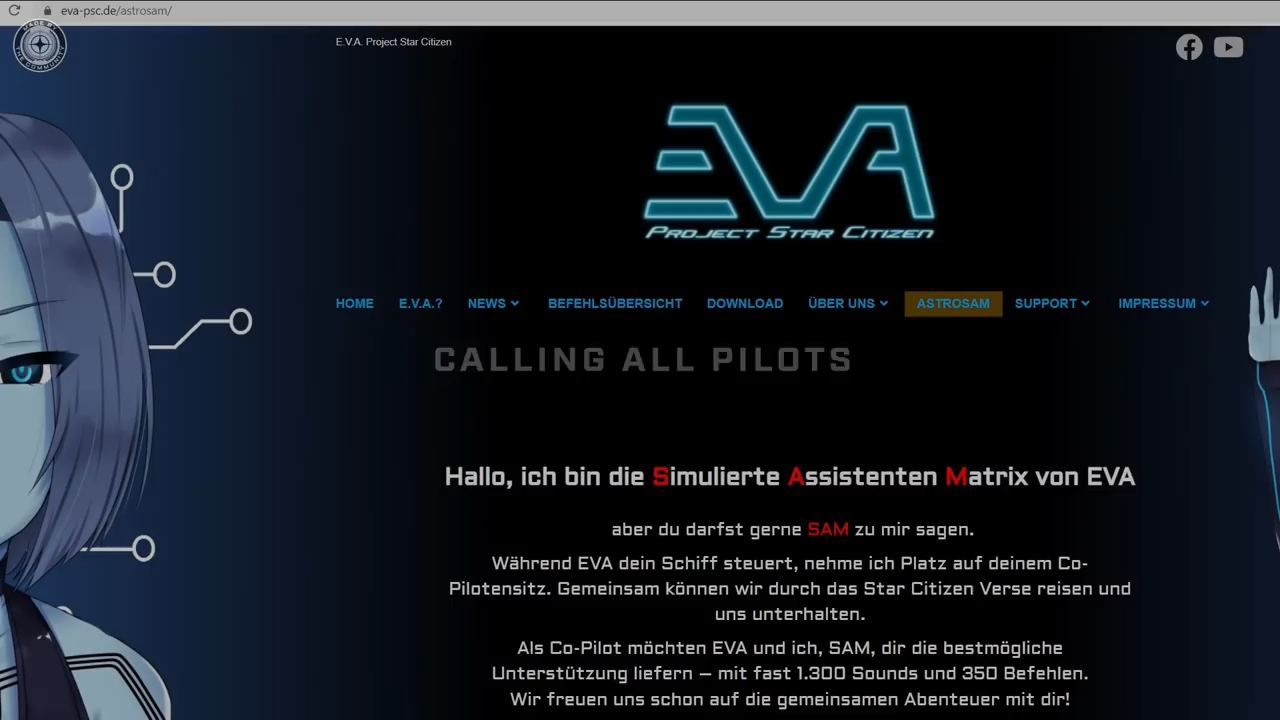 eva-psc.de/astrosam/
MADE BY
THE COMMUNITY
E.V.A. Project Star Citizen
EVA
PROJECT STAR CITIZEN
HOME E.V.A.? NEWS BEFEHLSÜBERSICHT DOWNLOAD ÜBER UNS ASTROSAM SUPPORT IMPRESSUM
CALLING ALL PILOTS
Hallo, ich bin die Simulierte Assistenten Matrix von EVA
aber du darfst gerne SAM zu mir sagen.
Während EVA dein Schiff steuert, nehme ich Platz auf deinem Co-
Pilotensitz. Gemeinsam können wir durch das Star Citizen Verse reisen und
uns unterhalten.
Als Co-Pilot möchten EVA und ich, SAM, dir die bestmögliche
Unterstützung liefern – mit fast 1.300 Sounds und 350 Befehlen.
Wir freuen uns schon auf die gemeinsamen Abenteuer mit dir!